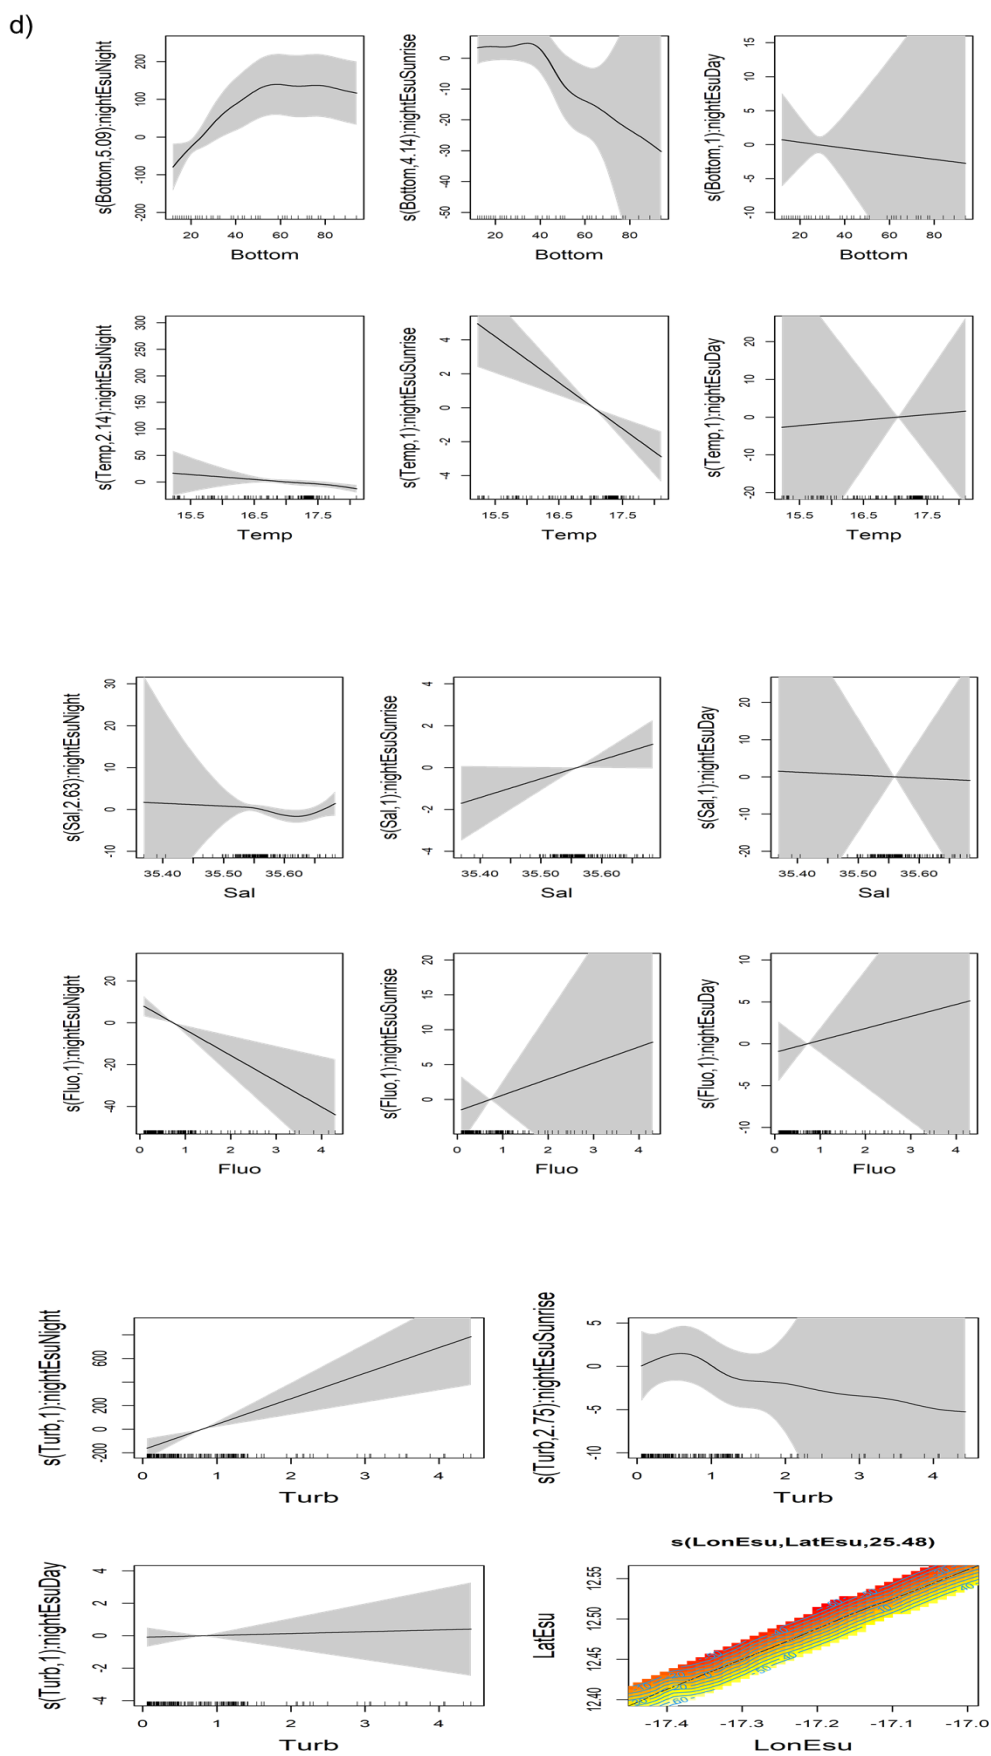 d)
s(Bottom,5.09):nightEsuNight
200
100
0
-100
-200
20 40 60 80
Bottom
s(Bottom,4.14):nightEsuSunrise
0
-10
-20
-30
-40
-50
20 40 60 80
Bottom
s(Bottom,1):nightEsuDay
15
10
5
0
-5
-10
20 40 60 80
Bottom
s(Temp,2.14):nightEsuNight
300
250
200
150
100
50
0
15.5 16.5 17.5
Temp
s(Temp,1):nightEsuSunrise
4
2
0
-2
4
15.5 16.5 17.5
Temp
s(Temp,1):nightEsuDay
20
10
0
-10
-20
15.5 16.5 17.5
Temp
s(Sal,2.63):nightEsuNight
30
20
10
0
-10
35.40 35.50 35.60
Sal
s(Sal,1):nightEsuSunrise
4
2
0
-2
4
35.40 35.50 35.60
Sal
s(Sal,1):nightEsuDay
20
10
5
0
-10
-20
35.40 35.50 35.60
Sal
s(Fluo,1):nightEsuNight
20
0
-20
40
0 1 2 3 4
Fluo
s(Fluo,1):nightEsuSunrise
20
15
10
5
0
0 1 2 3 4
Fluo
s(Fluo,1):nightEsuDay
10
5
0
-5
-10
0 1 2 3 4
Fluo
s(Turb,1):nightEsuNight
600
200
0
-200
0 1 2 3 4
Turb
s(Turb,2.75):nightEsuSunrise
5
0
-5
-10
0 1 2 3 4
Turb
s(Turb,1):nightEsuDay
4
2
0
-2
4
0 1 2 3 4
Turb
s(LonEsu,LatEsu,25.48)
LatEsu
12.55
12.50
12.45
12.40
-17.4 -17.3 -17.2 -17.1 -17.0
LonEsu